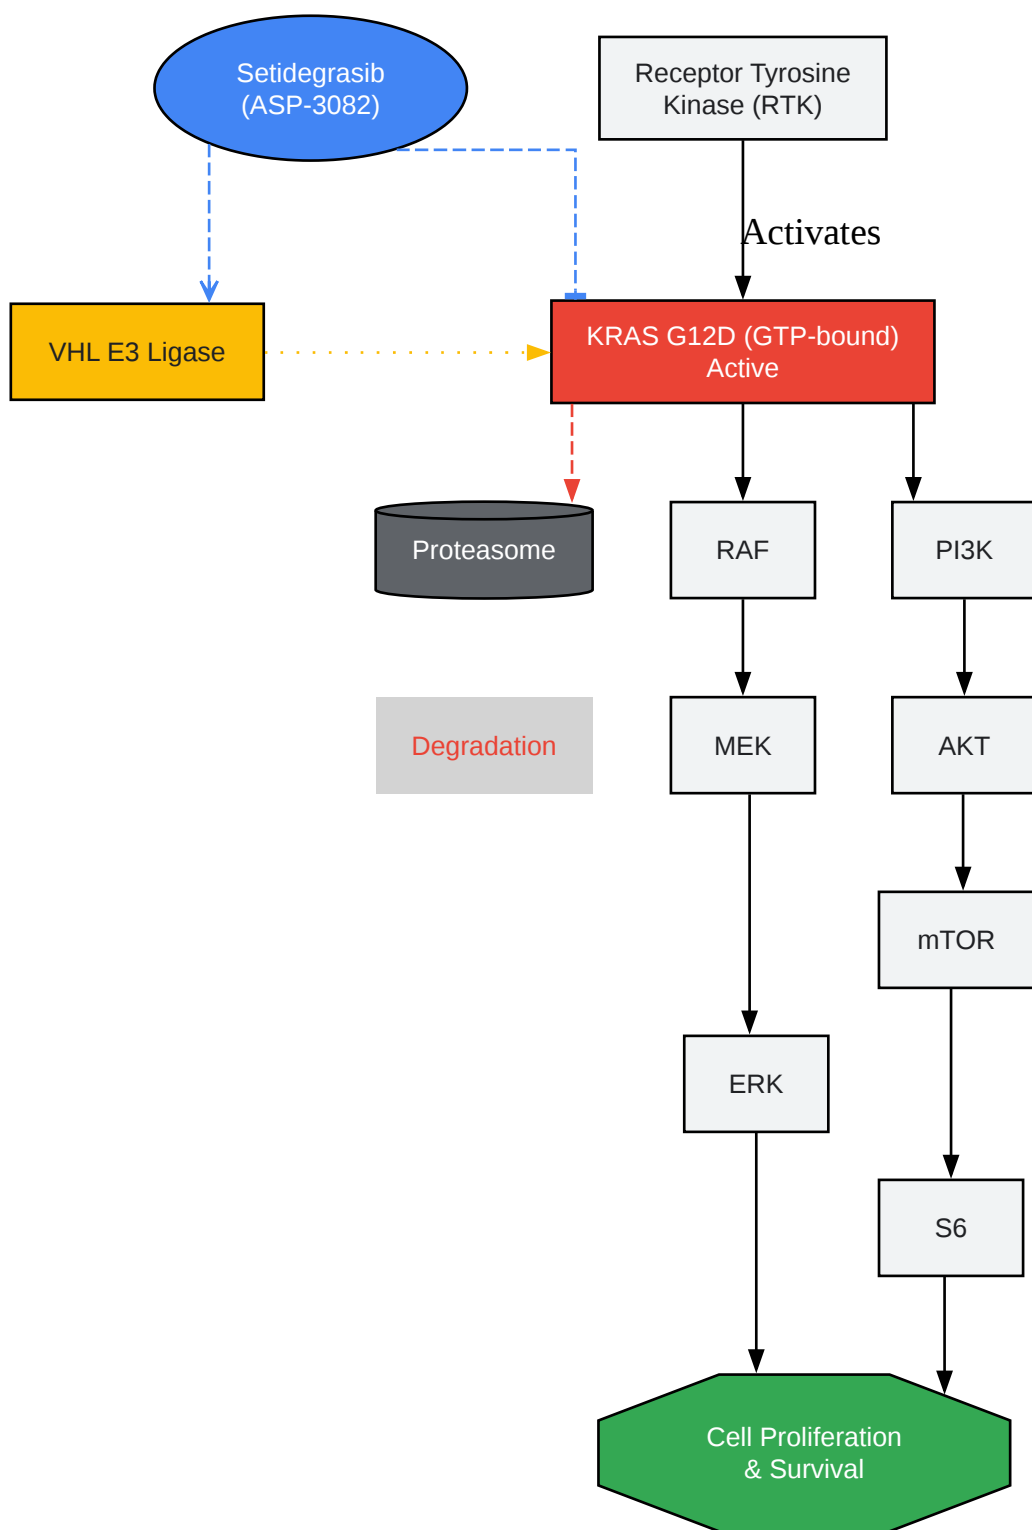 Setidegrasib
(ASP-3082)
Receptor Tyrosine
Kinase (RTK)
Activates
VHL E3 Ligase
KRAS G12D (GTP-bound)
Active
Proteasome
RAF
PI3K
Degradation
MEK
AKT
mTOR
ERK
S6
Cell Proliferation
& Survival